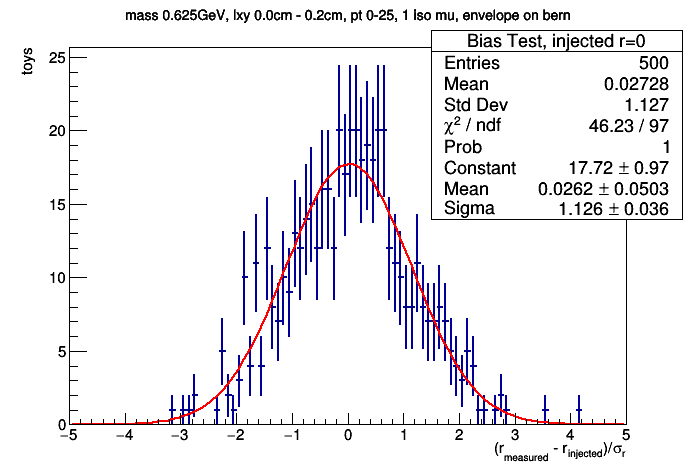 mass 0.625GeV, lxy 0.0cm - 0.2cm, pt 0-25, 1 Iso mu, envelope on bern
toys
Bias Test, injected r=0
Entries 500
Mean 0.02728
Std Dev 1.127
χ² / ndf 46.23 / 97
Prob 1
Constant 17.72 ± 0.97
Mean 0.0262 ± 0.0503
Sigma 1.126 ± 0.036
25
20
15
10
5
0
−5 −4 −3 −2 −1 0 1 2 3 4 5
(r_measured - r_injected)/σ_r